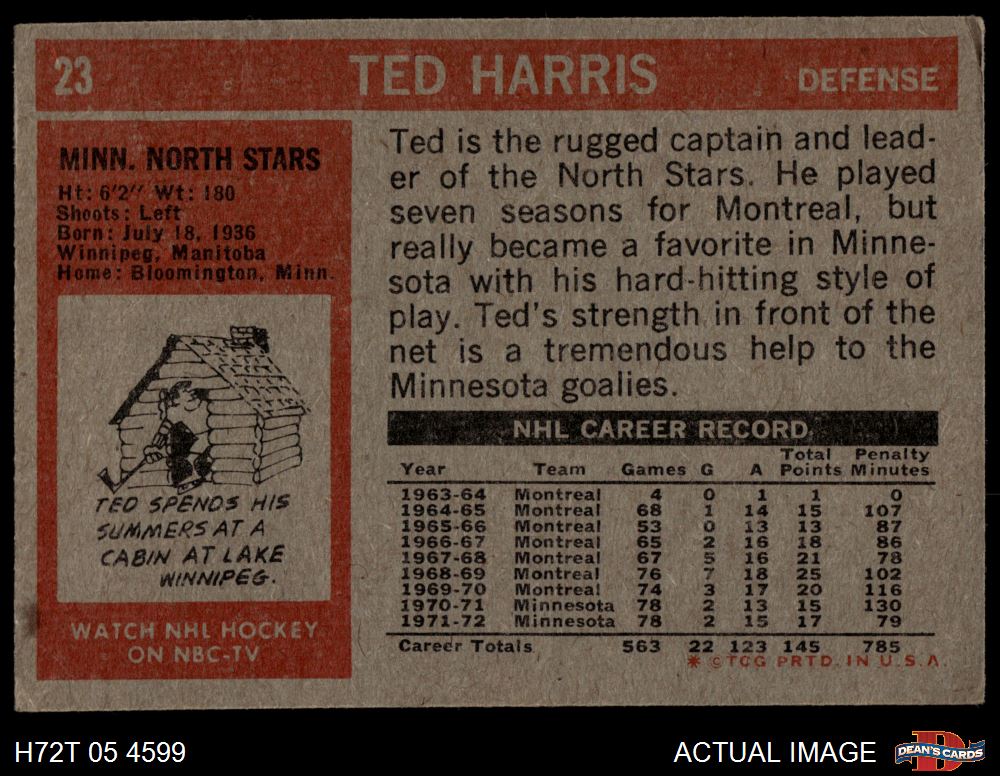 23 TED HARRIS DEFENSE
MINN. NORTH STARS
Ht: 6'2″ Wt: 180
Shoots: Left
Born: July 18, 1936
Winnipeg, Manitoba
Home: Bloomington, Minn.
TED SPENDS HIS
SUMMERS AT A
CABIN AT LAKE
WINNIPEG.
WATCH NHL HOCKEY
ON NBC-TV
Ted is the rugged captain and lead-
er of the North Stars. He played
seven seasons for Montreal, but
really became a favorite in Minne-
sota with his hard-hitting style of
play. Ted's strength in front of the
net is a tremendous help to the
Minnesota goalies.
NHL CAREER RECORD
Total Penalty
Year Team Games G A Points Minutes
1963-64 Montreal 4 0 1 1 0
1964-65 Montreal 68 1 14 15 107
1965-66 Montreal 53 0 13 13 87
1966-67 Montreal 65 2 16 18 86
1967-68 Montreal 67 5 16 21 78
1968-69 Montreal 76 7 18 25 102
1969-70 Montreal 74 3 17 20 116
1970-71 Minnesota 78 2 13 15 130
1971-72 Minnesota 78 2 15 17 79
Career Totals 563 22 123 145 785
* © TCG PRTD. IN U.S.A.
H72T 05 4599 ACTUAL IMAGE DEAN'S CARDS